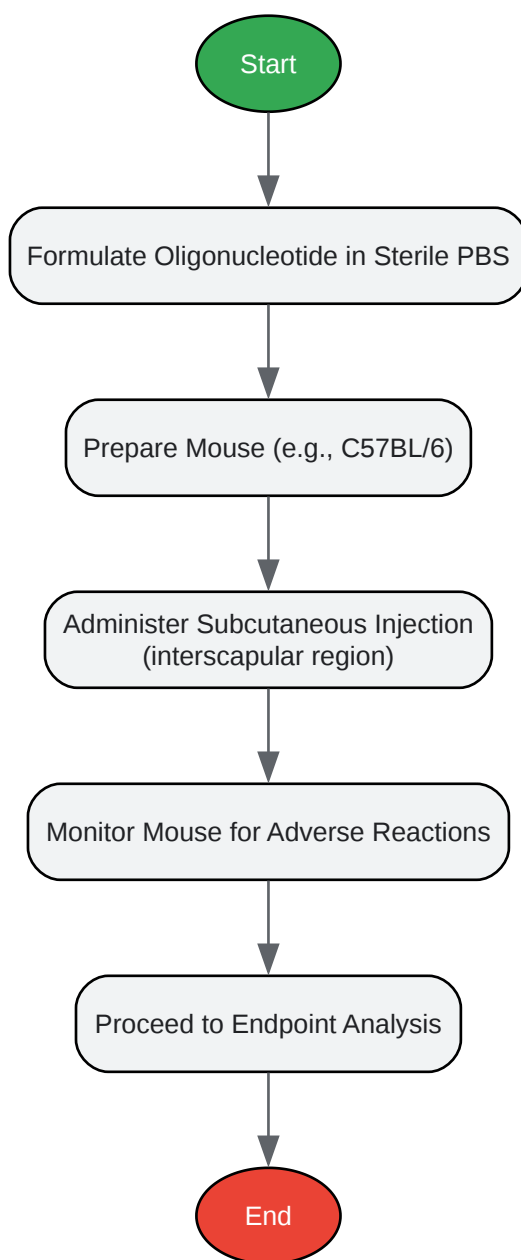 Start
Formulate Oligonucleotide in Sterile PBS
Prepare Mouse (e.g., C57BL/6)
Administer Subcutaneous Injection
(interscapular region)
Monitor Mouse for Adverse Reactions
Proceed to Endpoint Analysis
End